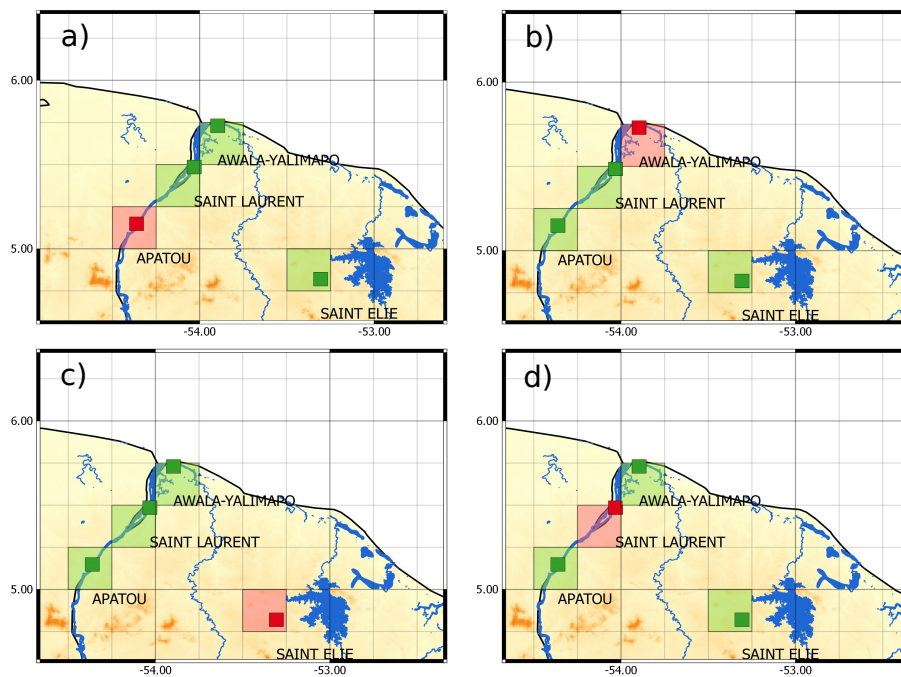 a)
6.00
AWALA-YALIMAPO
SAINT LAURENT
5.00
APATOU
SAINT ELIE
-54.00
-53.00
b)
6.00
AWALA-YALIMAPO
SAINT LAURENT
5.00
APATOU
SAINT ELIE
-54.00
-53.00
c)
6.00
AWALA-YALIMAPO
SAINT LAURENT
5.00
APATOU
SAINT ELIE
-54.00
-53.00
d)
6.00
AWALA-YALIMAPO
SAINT LAURENT
5.00
APATOU
SAINT ELIE
-54.00
-53.00